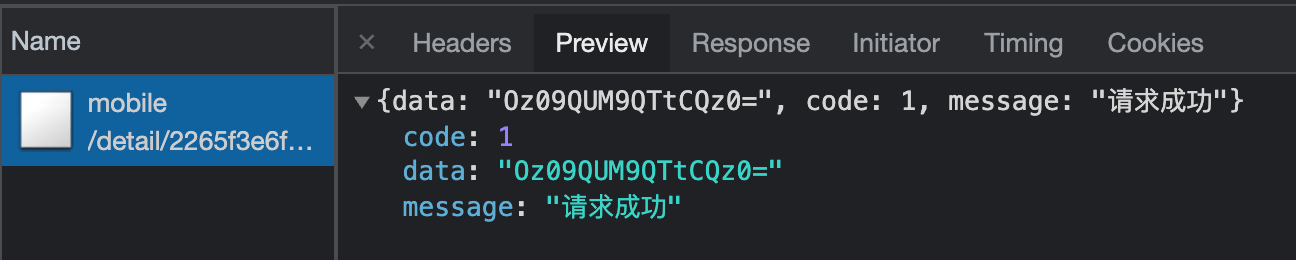 Name
× Headers Preview Response Initiator Timing Cookies
mobile
/detail/2265f3e6f...
▼{data: "Oz09QUM9QTtCQz0=", code: 1, message: "请求成功"}
code: 1
data: "Oz09QUM9QTtCQz0="
message: "请求成功"